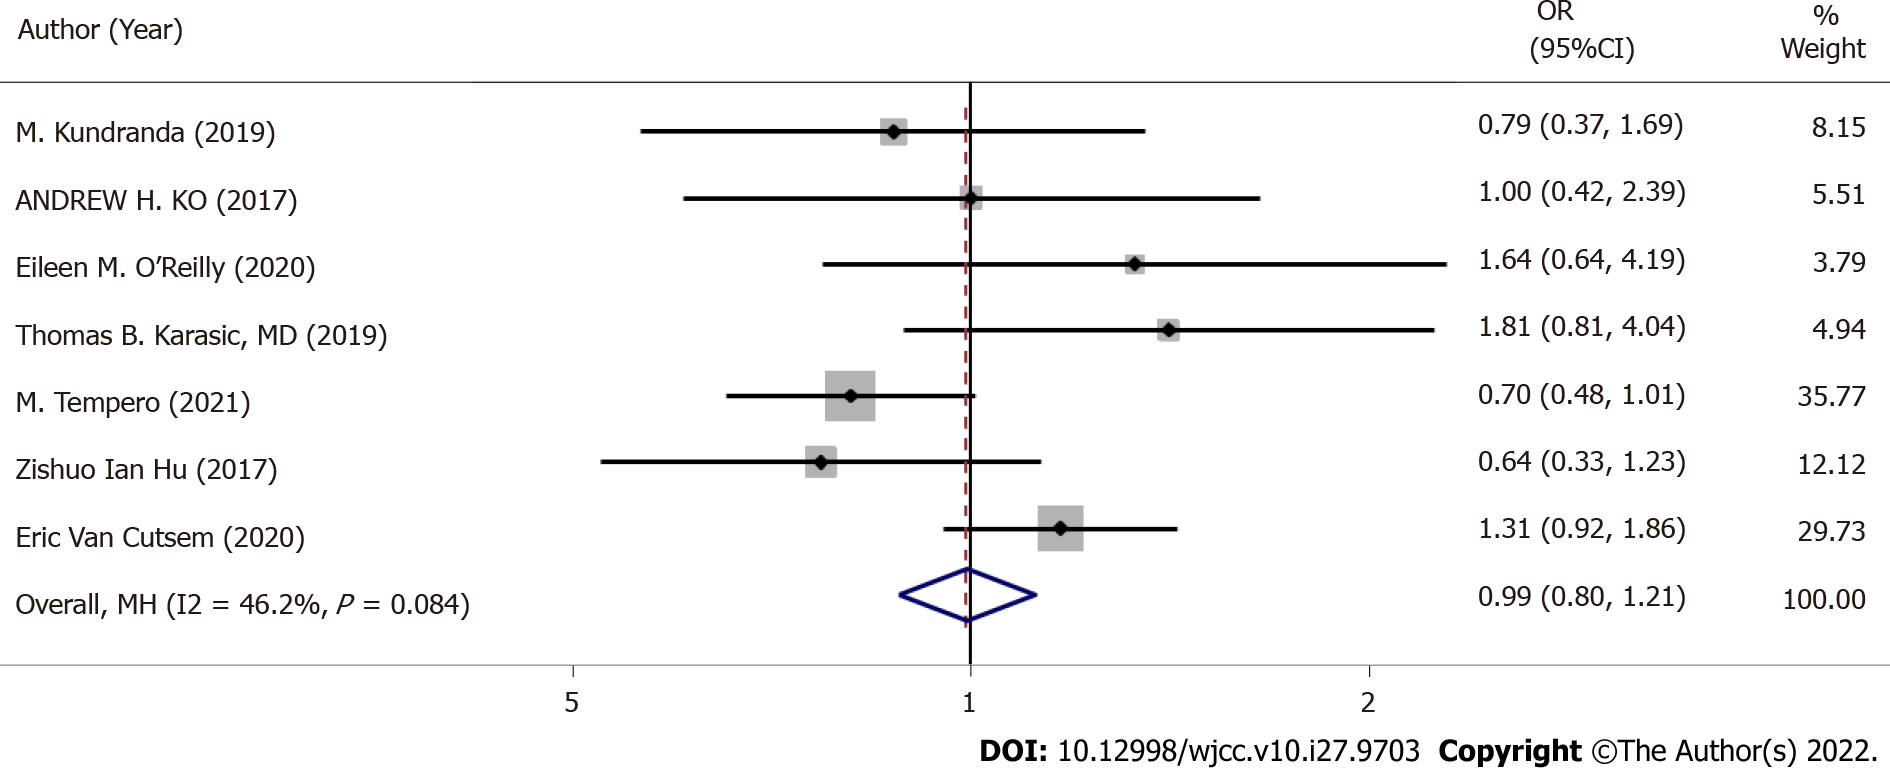 Author (Year) OR (95%CI) % Weight
M. Kundranda (2019) 0.79 (0.37, 1.69) 8.15
ANDREW H. KO (2017) 1.00 (0.42, 2.39) 5.51
Eileen M. O’Reilly (2020) 1.64 (0.64, 4.19) 3.79
Thomas B. Karasic, MD (2019) 1.81 (0.81, 4.04) 4.94
M. Tempero (2021) 0.70 (0.48, 1.01) 35.77
Zishuo Ian Hu (2017) 0.64 (0.33, 1.23) 12.12
Eric Van Cutsem (2020) 1.31 (0.92, 1.86) 29.73
Overall, MH (I2 = 46.2%, P = 0.084) 0.99 (0.80, 1.21) 100.00
5 1 2
DOI: 10.12998/wjcc.v10.i27.9703 Copyright ©The Author(s) 2022.